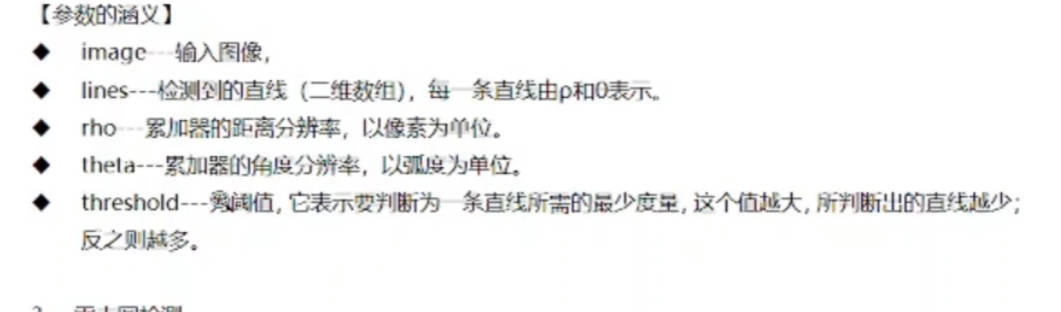 【参数的涵义】
◆ image---输入图像,
◆ lines---检测到的直线（二维数组），每一条直线由ρ和θ表示。
◆ rho---累加器的距离分辨率，以像素为单位。
◆ theta---累加器的角度分辨率，以弧度为单位。
◆ threshold---阈值，它表示要判断为一条直线所需的最少度量，这个值越大，所判断出的直线越少；
反之则越多。